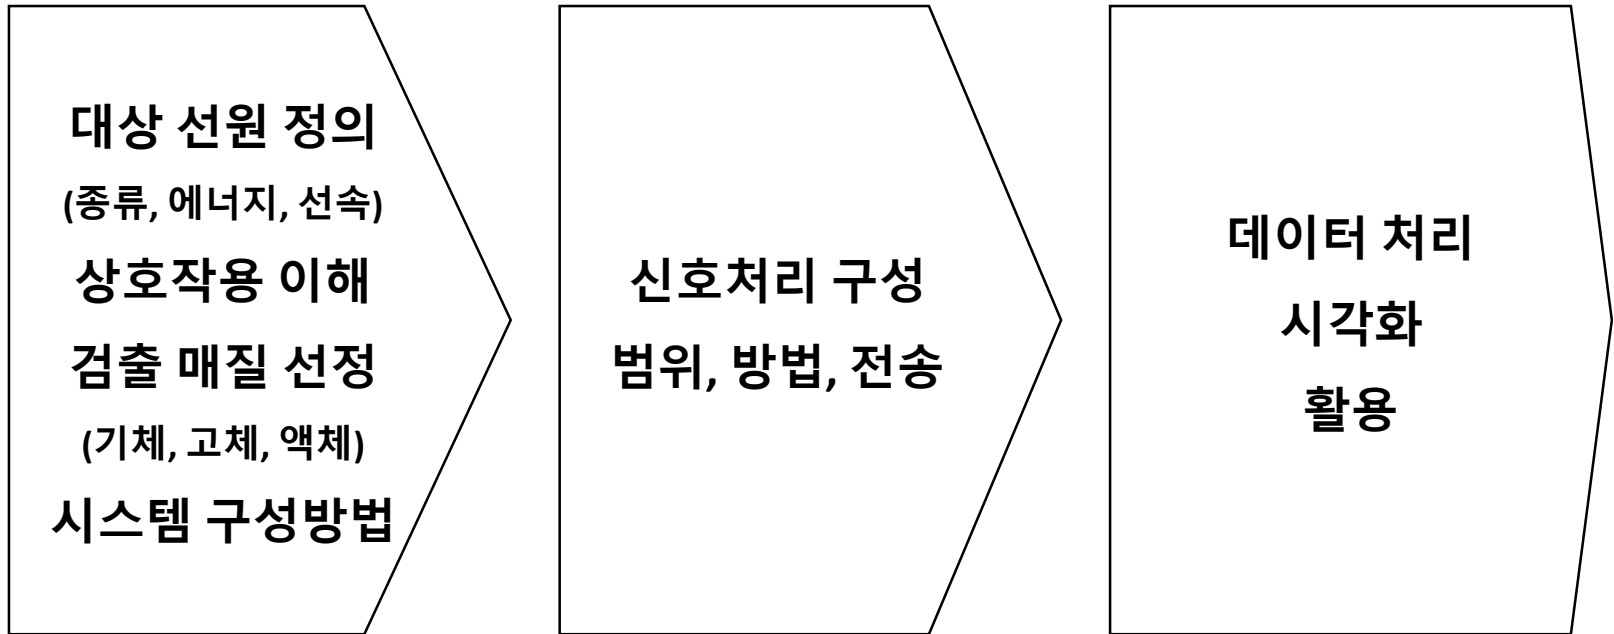 대상 선원 정의
(종류, 에너지, 선속)
상호작용 이해
검출 매질 선정
(기체, 고체, 액체)
시스템 구성방법
신호처리 구성
범위, 방법, 전송
데이터 처리
시각화
활용